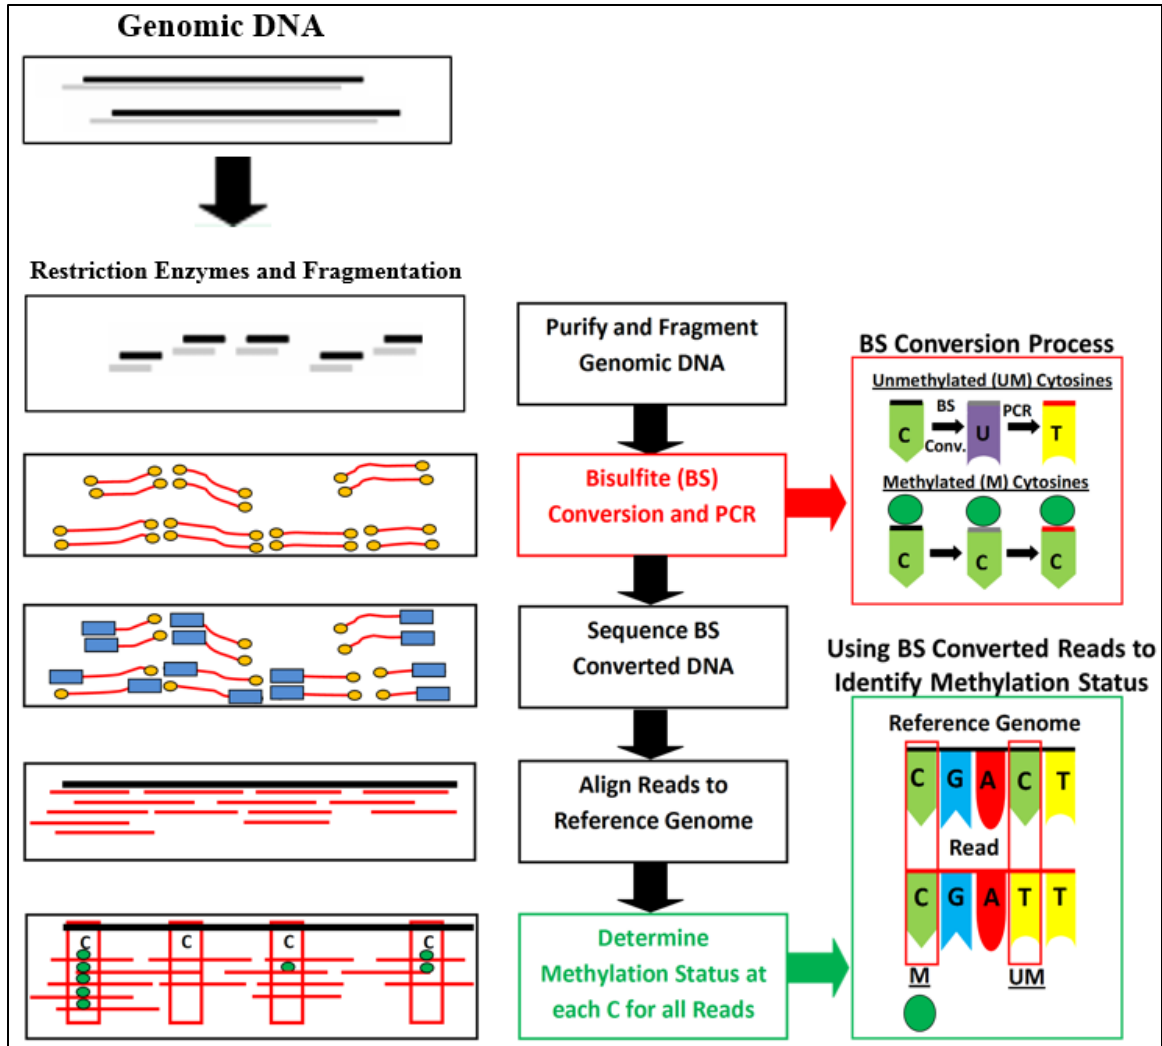 Genomic DNA
Restriction Enzymes and Fragmentation
Purify and Fragment
Genomic DNA
Bisulfite (BS)
Conversion and PCR
Sequence BS
Converted DNA
Align Reads to
Reference Genome
C C C C
Determine
Methylation Status at
each C for all Reads
BS Conversion Process
Unmethylated (UM) Cytosines
BS PCR
C U T
Conv.
Methylated (M) Cytosines
C C C
Using BS Converted Reads to
Identify Methylation Status
Reference Genome
C G A C T
Read
C G A T T
M UM